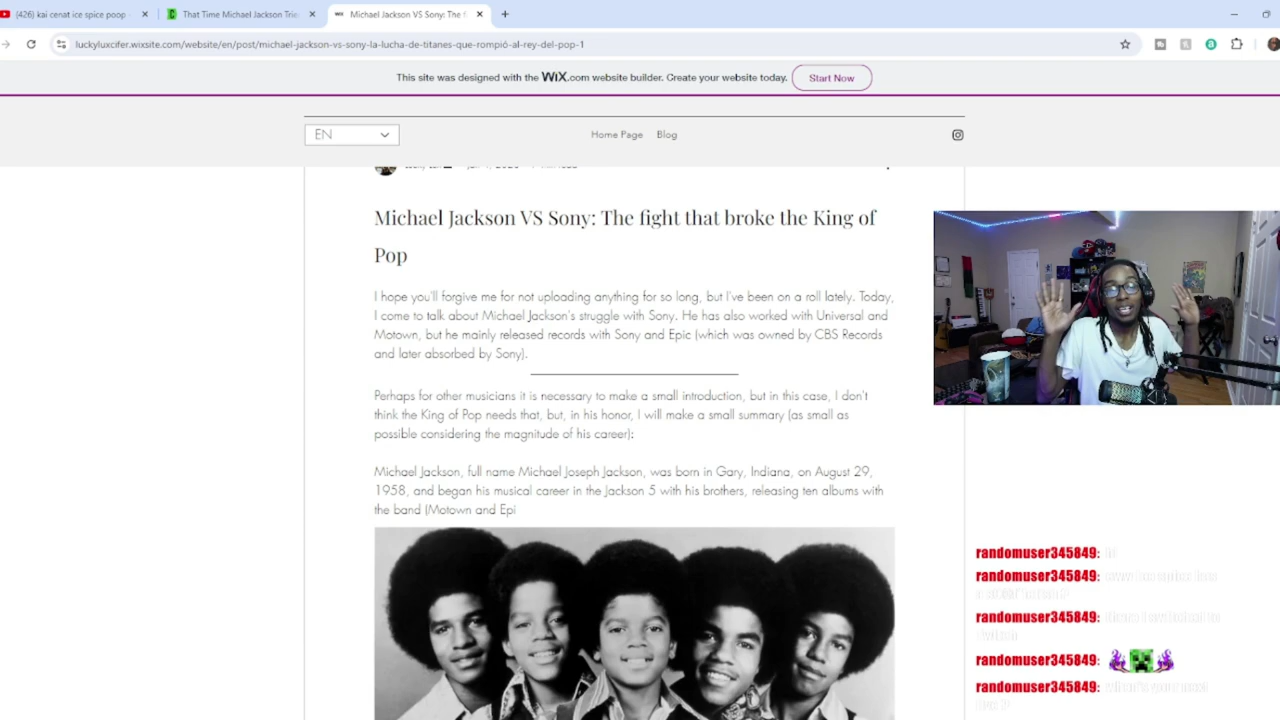 (426) kai cenat ice spice poop
That Time Michael Jackson Trie
Michael Jackson VS Sony: The f
luckyluxcifer.wixsite.com/website/en/post/michael-jackson-vs-sony-la-lucha-de-titanes-que-rompió-al-rey-del-pop-1
This site was designed with the WiX.com website builder. Create your website today. Start Now
EN
Home Page Blog
Michael Jackson VS Sony: The fight that broke the King of
Pop
I hope you'll forgive me for not uploading anything for so long, but I've been on a roll lately. Today,
I come to talk about Michael Jackson's struggle with Sony. He has also worked with Universal and
Motown, but he mainly released records with Sony and Epic (which was owned by CBS Records
and later absorbed by Sony).
Perhaps for other musicians it is necessary to make a small introduction, but in this case, I don't
think the King of Pop needs that, but, in his honor, I will make a small summary (as small as
possible considering the magnitude of his career):
Michael Jackson, full name Michael Joseph Jackson, was born in Gary, Indiana, on August 29,
1958, and began his musical career in the Jackson 5 with his brothers, releasing ten albums with
the band (Motown and Epi
randomuser345849:
randomuser345849:
randomuser345849:
randomuser345849:
randomuser345849: